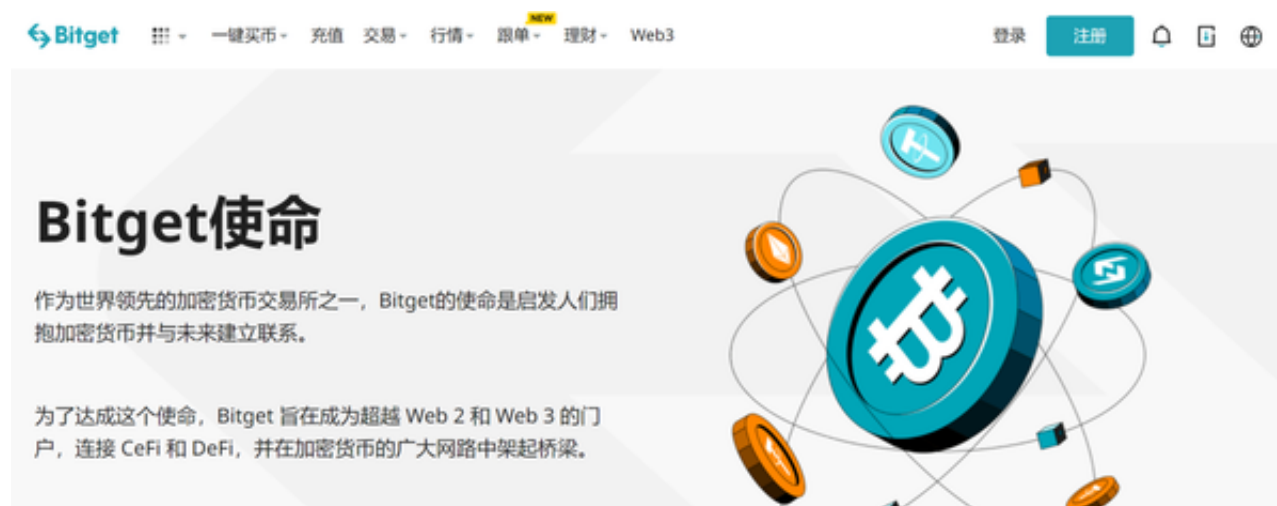 Bitget 一键买币 充值 交易 行情 跟单 NEW 理财 Web3 登录 注册
Bitget使命
作为世界领先的加密货币交易所之一，Bitget的使命是启发人们拥
抱加密货币并与未来建立联系。
为了达成这个使命，Bitget 旨在成为超越 Web 2 和 Web 3 的门
户，连接 CeFi 和 DeFi，并在加密货币的广大网路中架起桥梁。